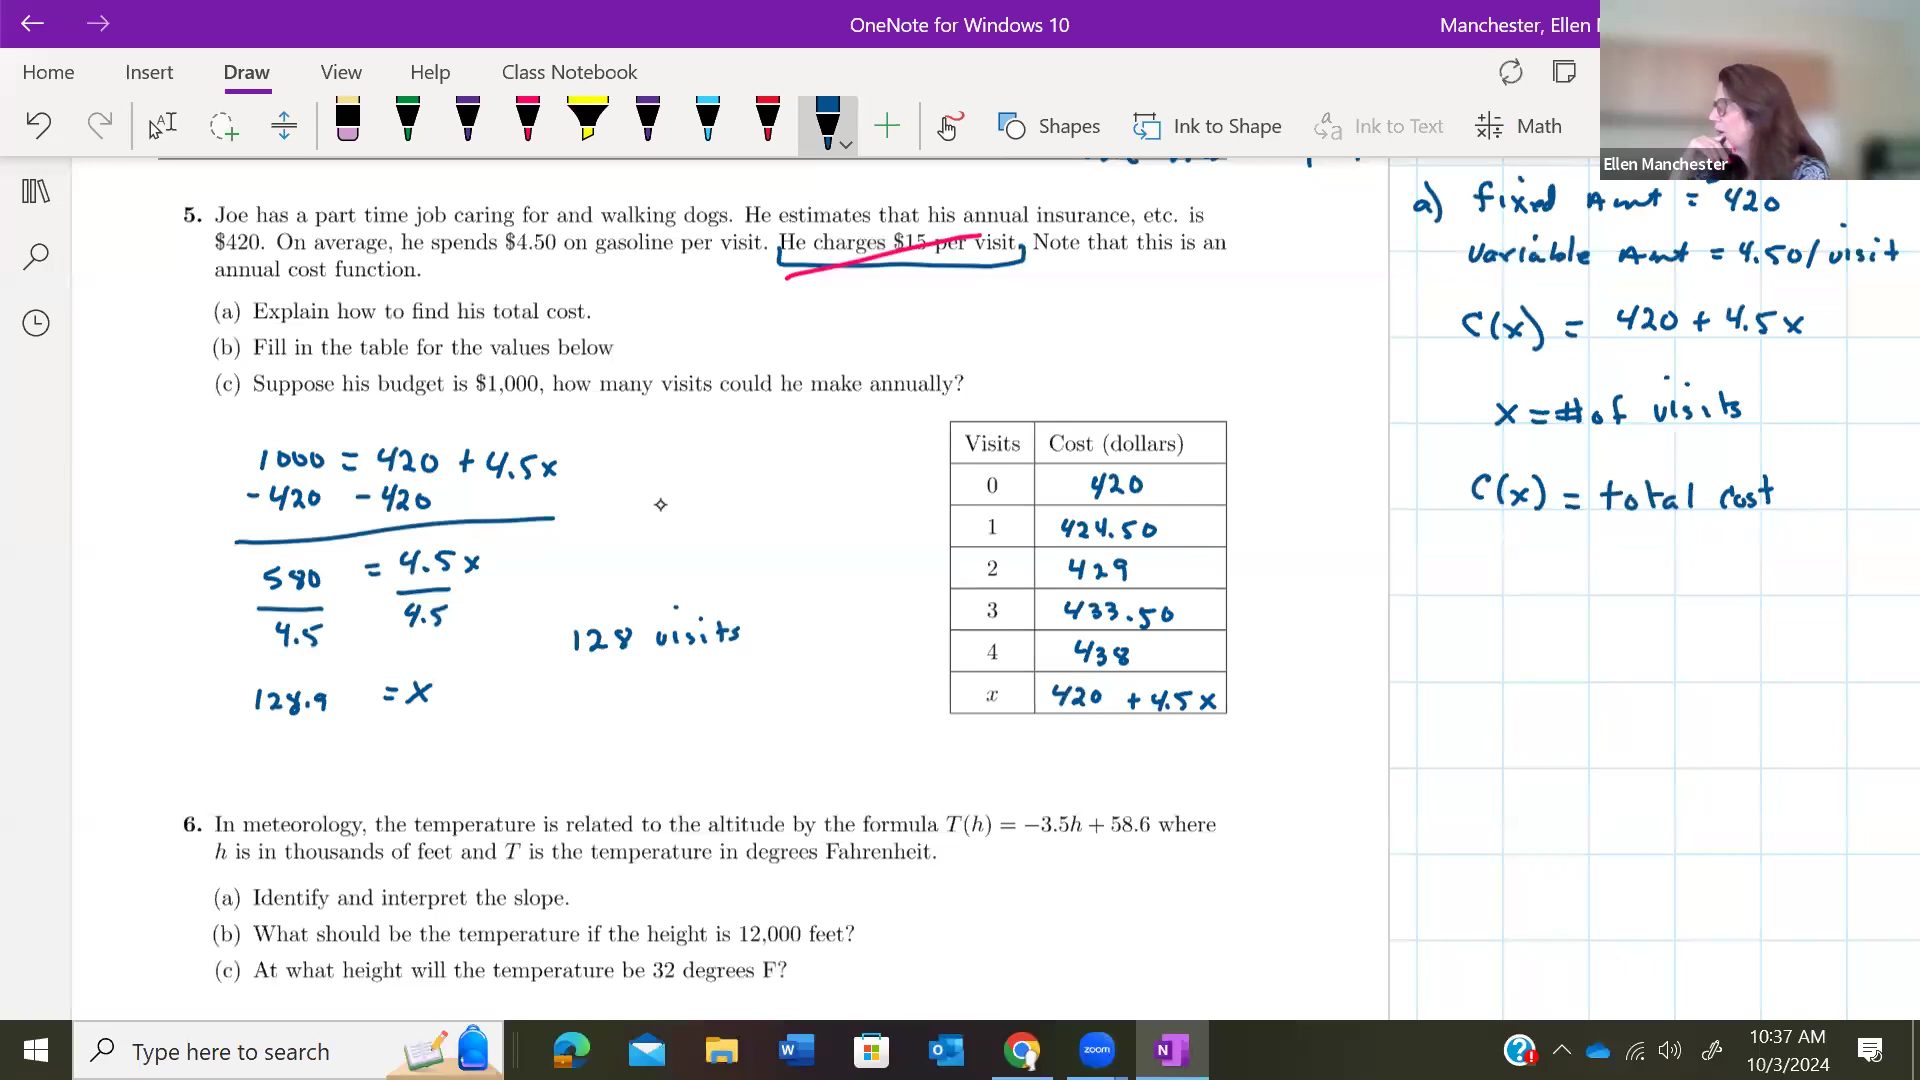 OneNote for Windows 10
Manchester, Ellen
Home Insert Draw View Help Class Notebook
Shapes Ink to Shape Ink to Text Math
Ellen Manchester
5. Joe has a part time job caring for and walking dogs. He estimates that his annual insurance, etc. is
$420. On average, he spends $4.50 on gasoline per visit. He charges $15 per visit. Note that this is an
annual cost function.
(a) Explain how to find his total cost.
(b) Fill in the table for the values below
(c) Suppose his budget is $1,000, how many visits could he make annually?
1000 = 420 + 4.5x
-420 -420
580 = 4.5x
4.5 4.5
128.9 = x
128 visits
Visits Cost (dollars)
0 420
1 424.50
2 429
3 433.50
4 438
x 420 + 4.5x
a) fixed Amt = 420
variable Amt = 4.50/visit
C(x) = 420 + 4.5x
x = # of visits
C(x) = total cost
6. In meteorology, the temperature is related to the altitude by the formula T(h) = −3.5h + 58.6 where
h is in thousands of feet and T is the temperature in degrees Fahrenheit.
(a) Identify and interpret the slope.
(b) What should be the temperature if the height is 12,000 feet?
(c) At what height will the temperature be 32 degrees F?
Type here to search
zoom
10:37 AM
10/3/2024